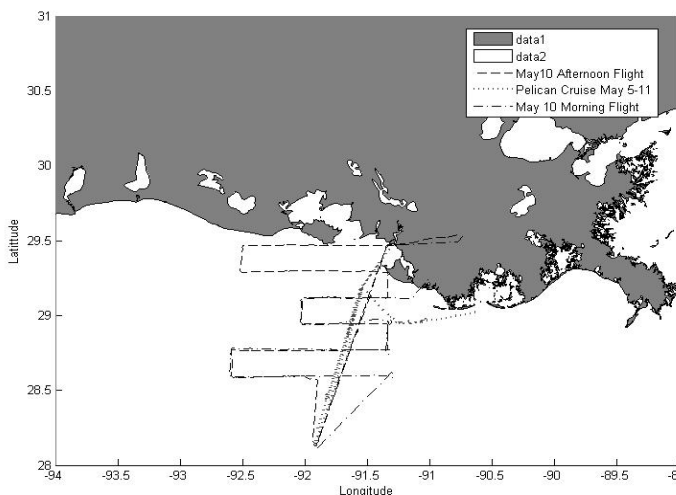 31
30.5
30
29.5
29
28.5
28
Latittude
data1
data2
May10 Afternoon Flight
Pelican Cruise May 5-11
May 10 Morning Flight
-94 -93.5 -93 -92.5 -92 -91.5 -91 -90.5 -90 -89.5
Longitude